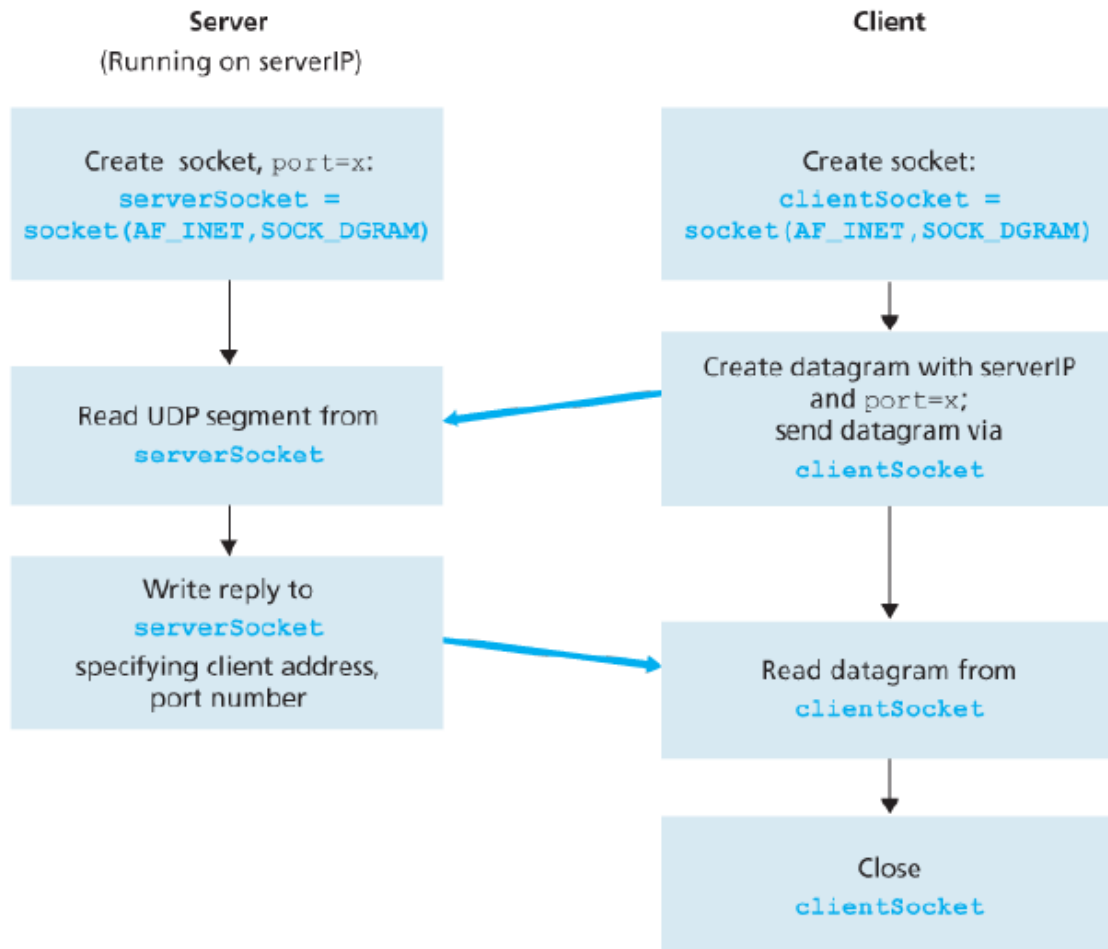 Server
(Running on serverIP)
Create socket, port=x:
serverSocket =
socket(AF_INET,SOCK_DGRAM)
Read UDP segment from
serverSocket
Write reply to
serverSocket
specifying client address,
port number
Client
Create socket:
clientSocket =
socket(AF_INET,SOCK_DGRAM)
Create datagram with serverIP
and port=x;
send datagram via
clientSocket
Read datagram from
clientSocket
Close
clientSocket